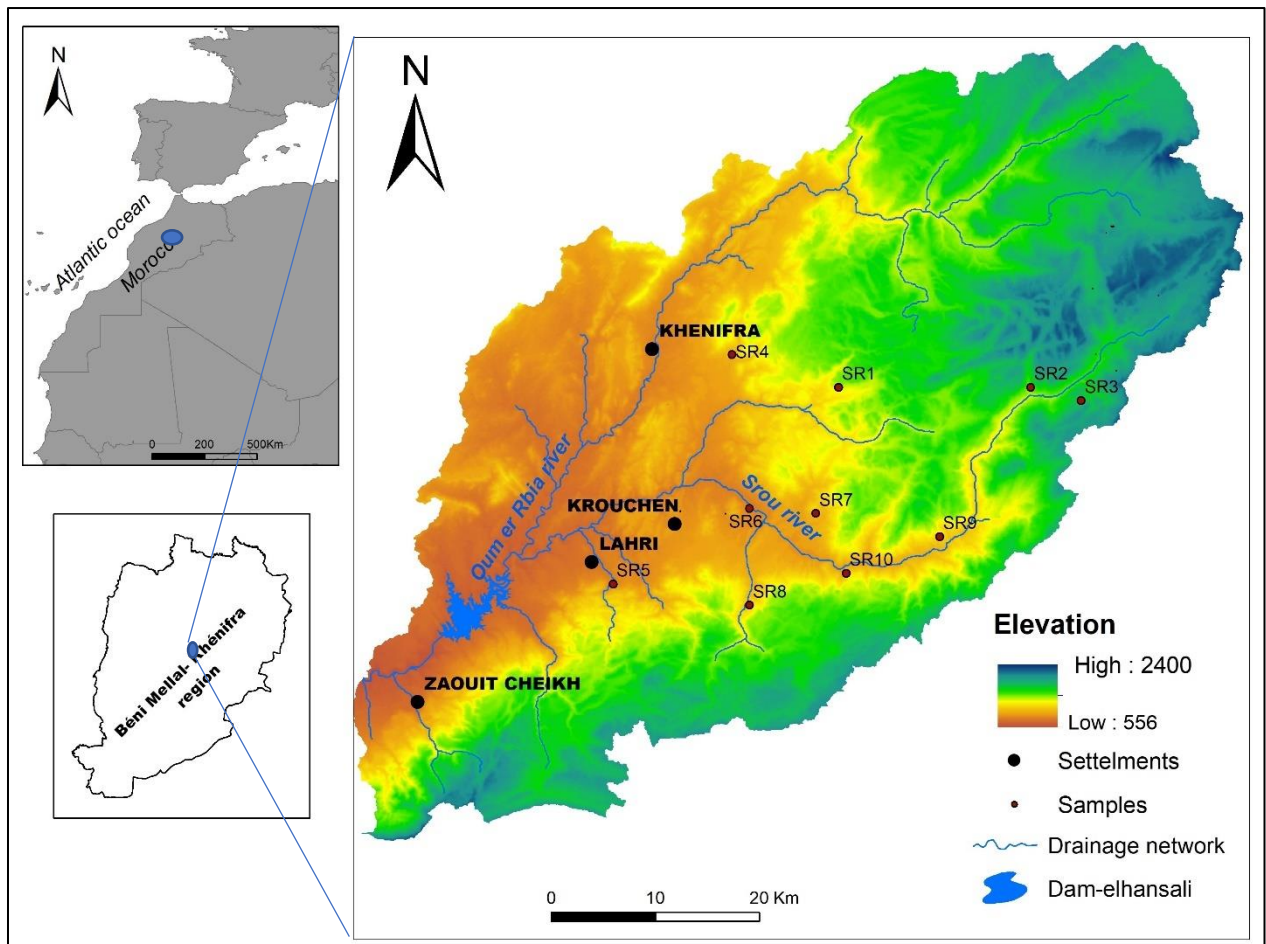 N
Atlantic ocean
Morocc
0 200 500Km
Béni Mellal- Khénifra
region
N
KHENIFRA
SR4
SR1
SR2
SR3
Oum er Rbia river
KROUCHEN
SR6
Srou river
SR7
SR9
LAHRI
SR5
SR10
SR8
ZAOUIT CHEIKH
Elevation
High : 2400
Low : 556
Settelments
Samples
Drainage network
Dam-elhansali
0 10 20 Km